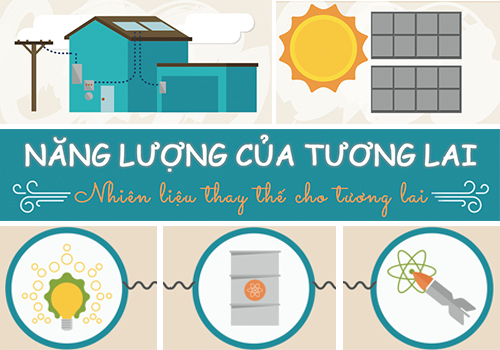 NĂNG LƯỢNG CỦA TƯƠNG LAI
Nhiên liệu thay thế cho tương lai